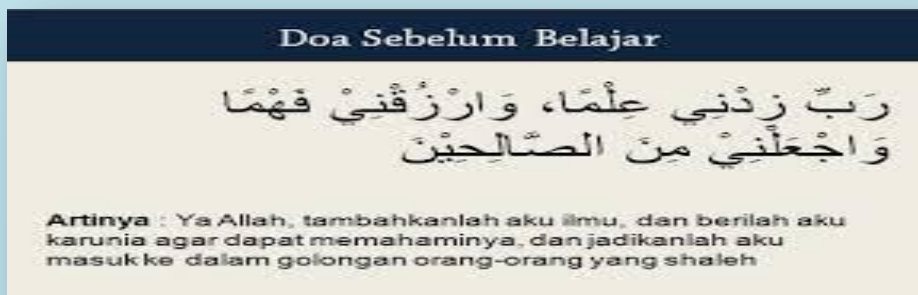 Doa Sebelum Belajar
رَبِّ زِدْنِي عِلْمًا، وَارْزُقْنِيْ فَهْمًا
وَاجْعَلْنِيْ مِنَ الصَّالِحِيْنَ
Artinya : Ya Allah, tambahkanlah aku ilmu, dan berilah aku
karunia agar dapat memahaminya, dan jadikanlah aku
masuk ke dalam golongan orang-orang yang shaleh